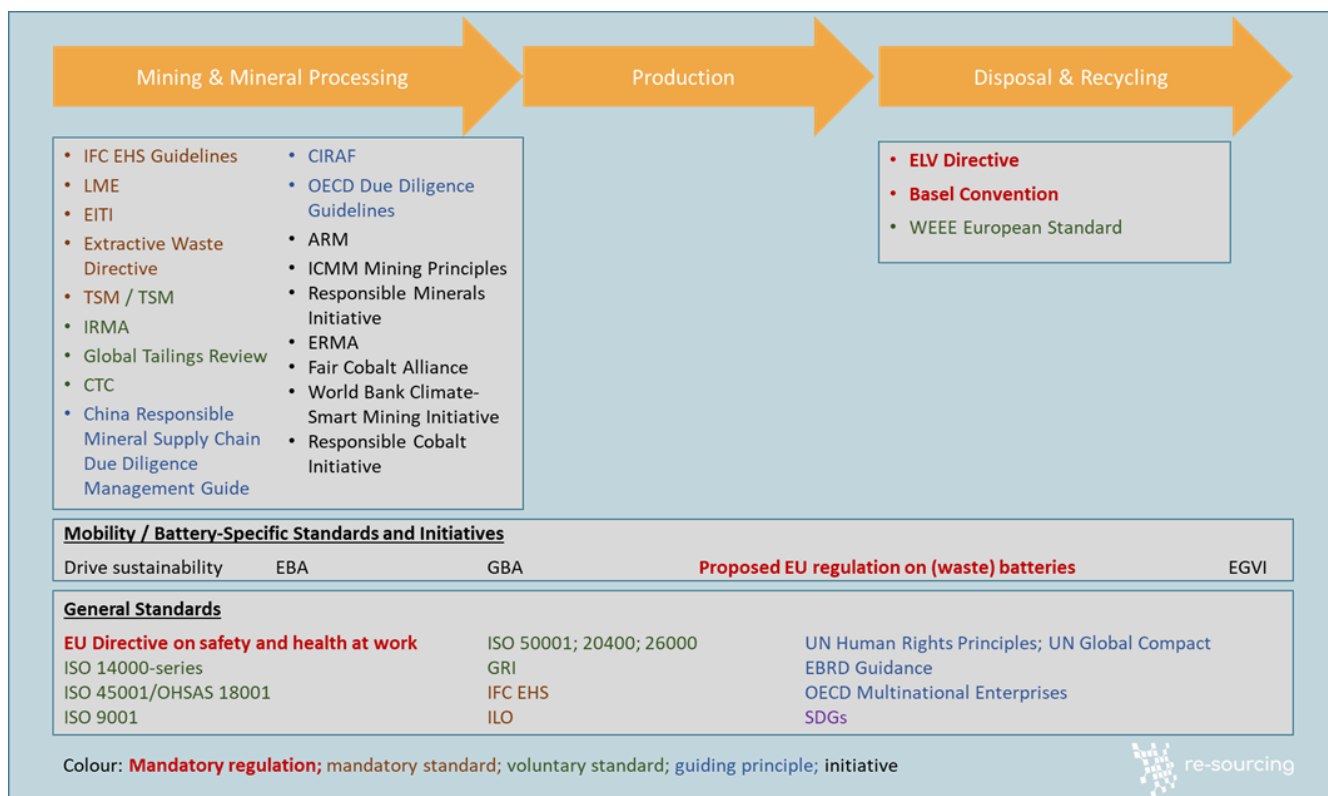 Mining & Mineral Processing
Production
Disposal & Recycling
• IFC EHS Guidelines
• LME
• EITI
• Extractive Waste
Directive
• TSM / TSM
• IRMA
• Global Tailings Review
• CTC
• China Responsible
Mineral Supply Chain
Due Diligence
Management Guide
• CIRAF
• OECD Due Diligence
Guidelines
• ARM
• ICMM Mining Principles
• Responsible Minerals
Initiative
• ERMA
• Fair Cobalt Alliance
• World Bank Climate-
Smart Mining Initiative
• Responsible Cobalt
Initiative
• ELV Directive
• Basel Convention
• WEEE European Standard
Mobility / Battery-Specific Standards and Initiatives
Drive sustainability EBA GBA Proposed EU regulation on (waste) batteries EGVI
General Standards
EU Directive on safety and health at work
ISO 14000-series
ISO 45001/OHSAS 18001
ISO 9001
ISO 50001; 20400; 26000
GRI
IFC EHS
ILO
UN Human Rights Principles; UN Global Compact
EBRD Guidance
OECD Multinational Enterprises
SDGs
Colour: Mandatory regulation; mandatory standard; voluntary standard; guiding principle; initiative
re-sourcing